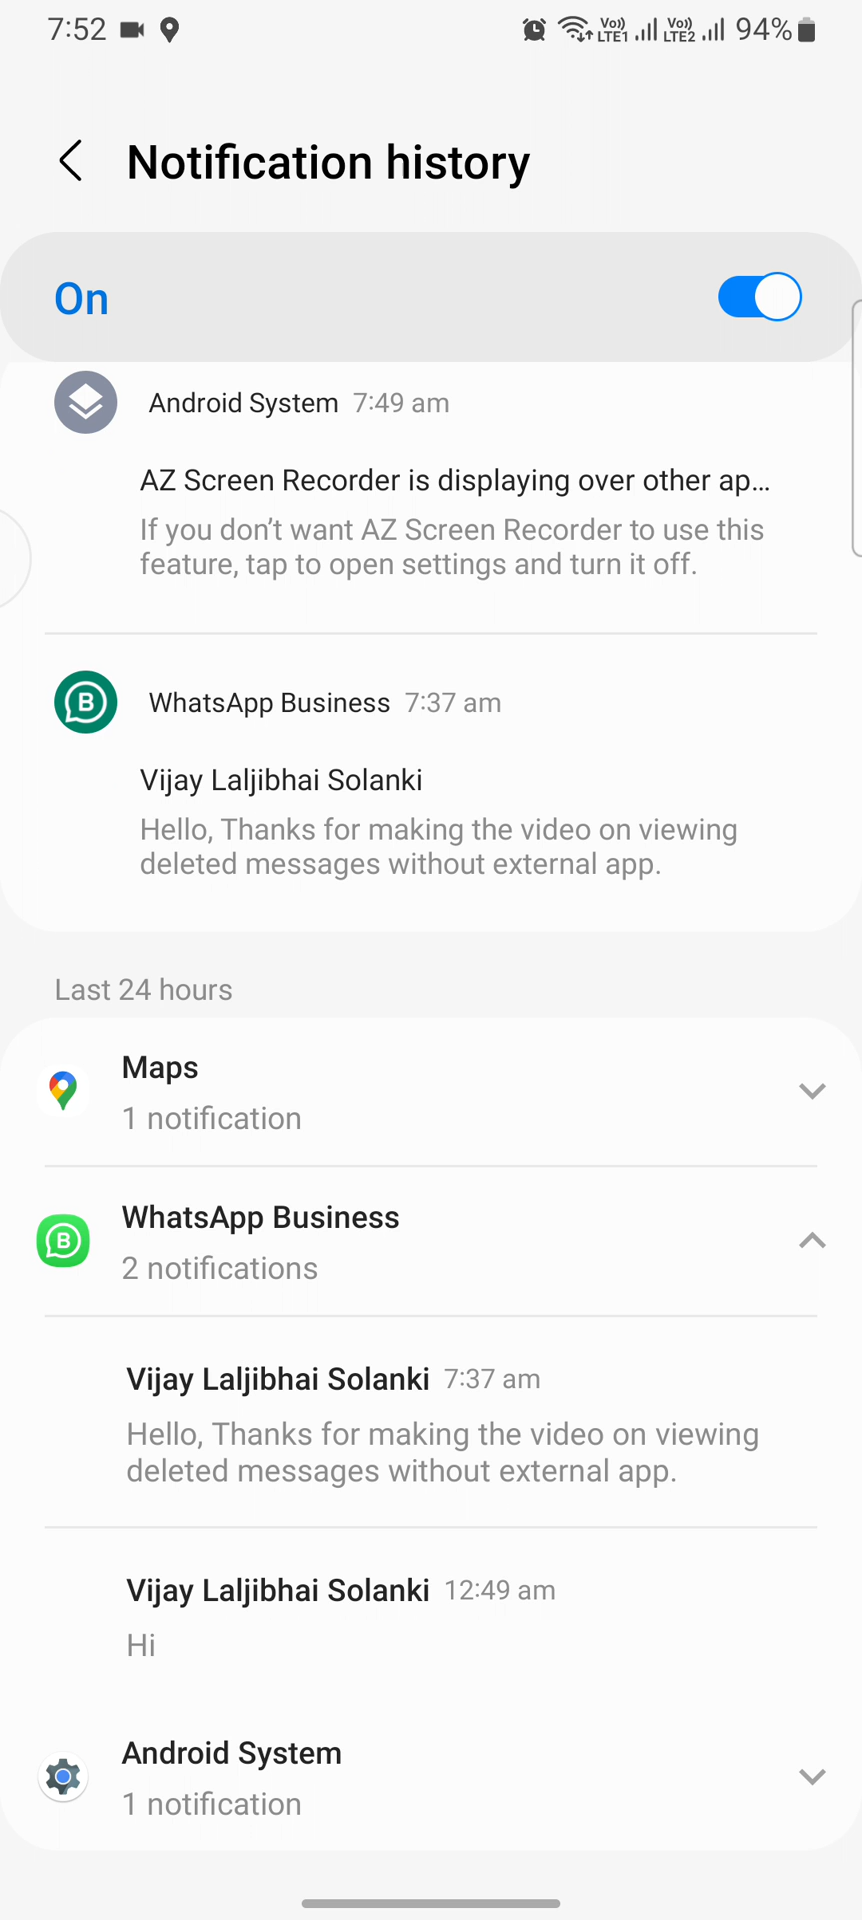 7:52
Vo)) LTE1 Vo)) LTE2 94%
Notification history
On
Android System 7:49 am
AZ Screen Recorder is displaying over other ap...
If you don’t want AZ Screen Recorder to use this
feature, tap to open settings and turn it off.
WhatsApp Business 7:37 am
Vijay Laljibhai Solanki
Hello, Thanks for making the video on viewing
deleted messages without external app.
Last 24 hours
Maps
1 notification
WhatsApp Business
2 notifications
Vijay Laljibhai Solanki 7:37 am
Hello, Thanks for making the video on viewing
deleted messages without external app.
Vijay Laljibhai Solanki 12:49 am
Hi
Android System
1 notification